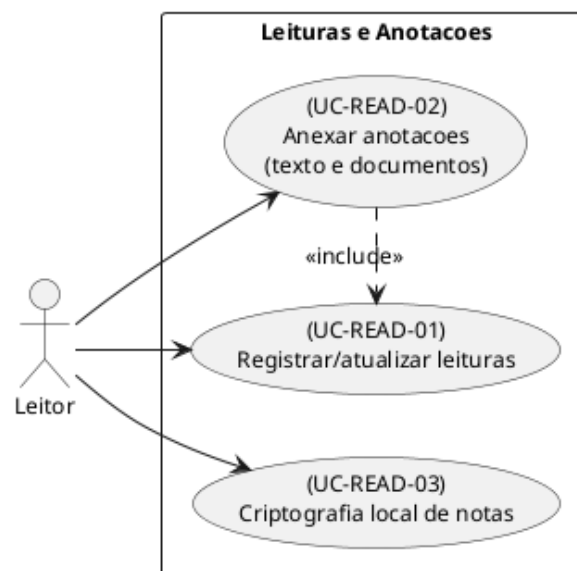 Leituras e Anotacoes
(UC-READ-02)
Anexar anotacoes
(texto e documentos)
«include»
(UC-READ-01)
Registrar/atualizar leituras
Leitor
(UC-READ-03)
Criptografia local de notas